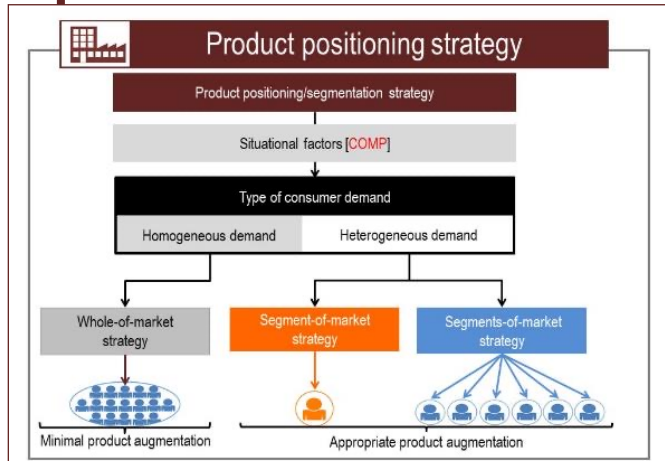 Product positioning strategy
Product positioning/segmentation strategy
Situational factors [COMP]
Type of consumer demand
Homogeneous demand
Heterogeneous demand
Whole-of-market
strategy
Segment-of-market
strategy
Segments-of-market
strategy
Minimal product augmentation
Appropriate product augmentation